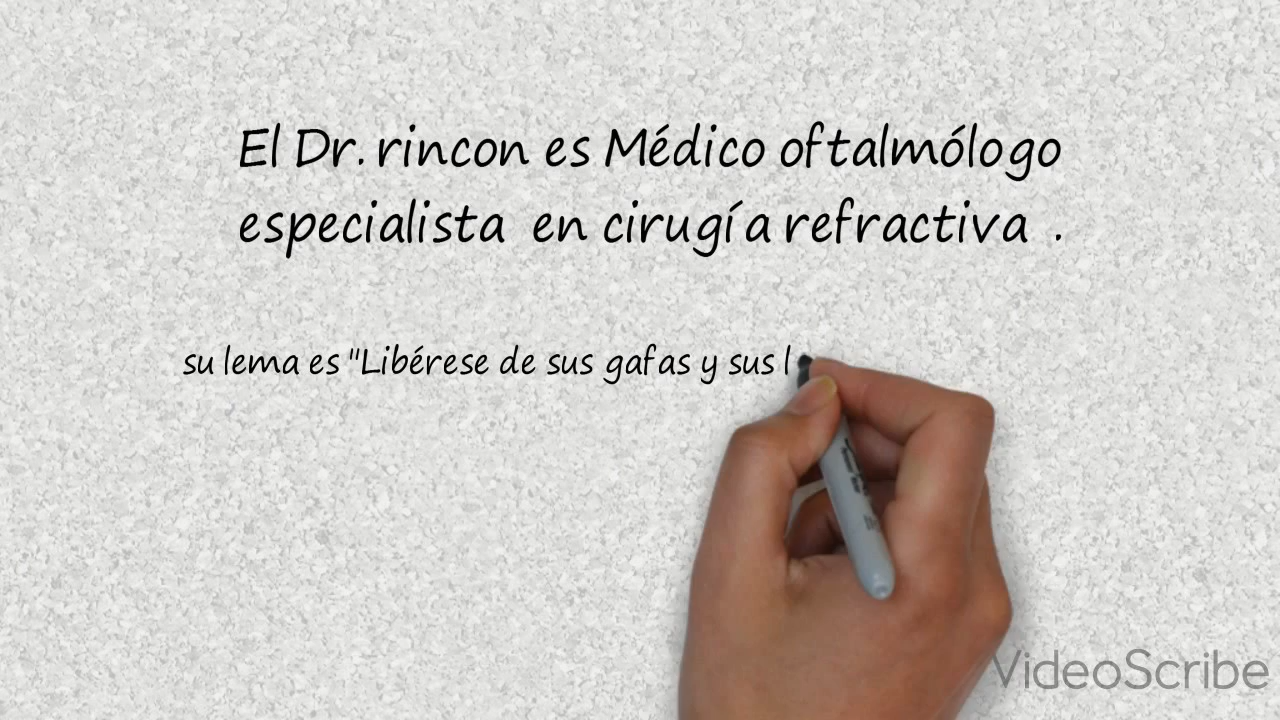 El Dr. rincon es Médico oftalmólogo
especialista en cirugía refractiva .
su lema es "Libérese de sus gafas y sus l
VideoScribe